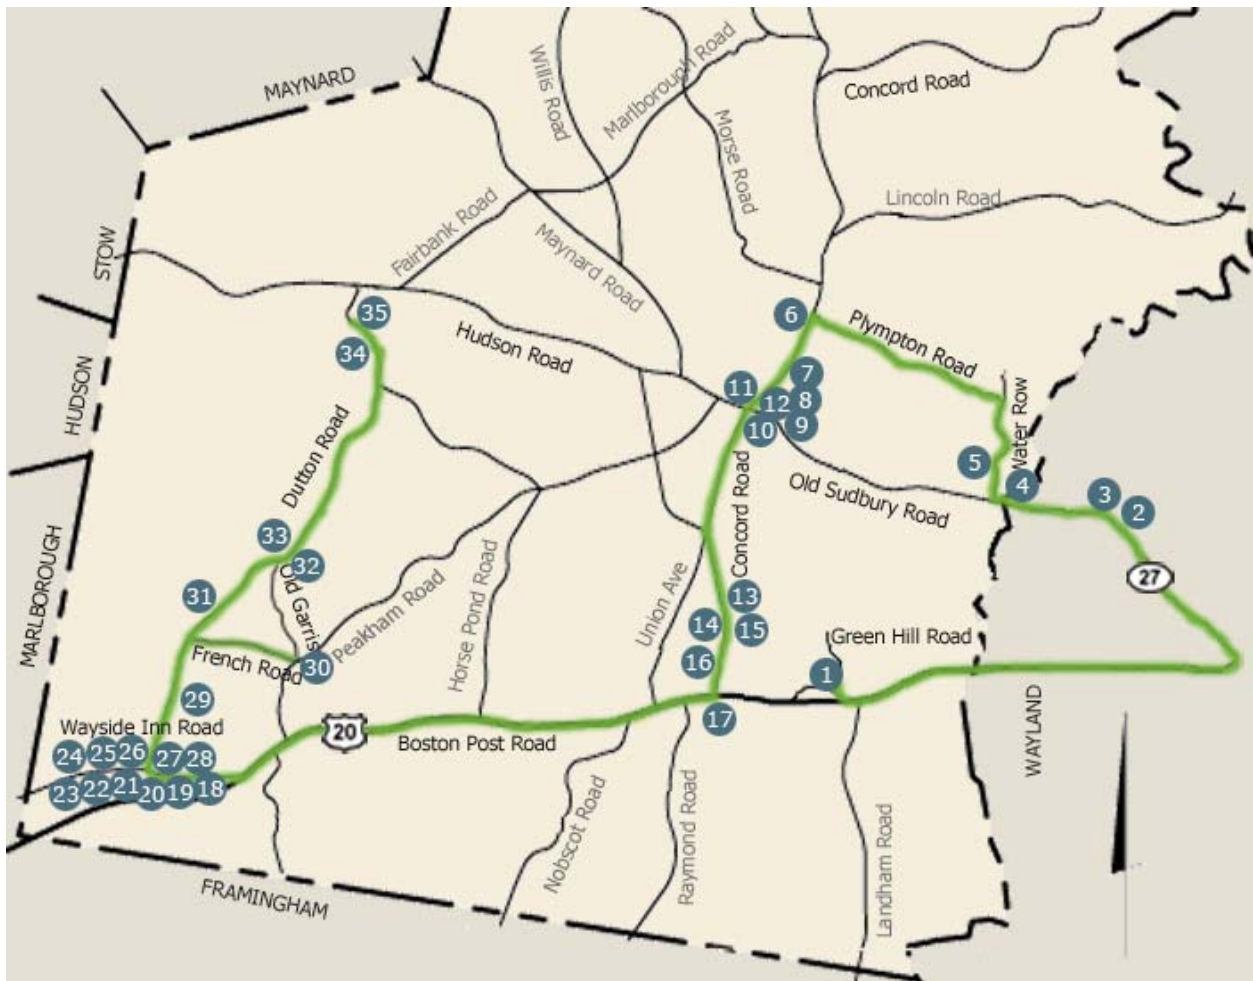 MAYNARD
Willis Road
Marlborough Road
Concord Road
Morse Road
Lincoln Road
STOW
Fairbank Road
Maynard Road
35
6
Plympton Road
34
Hudson Road
7
HUDSON
11
12
8
10
9
Water Row
Dutton Road
5
Concord Road
Old Sudbury Road
4
3
2
33
32
27
MARLBOROUGH
31
Old Garris
Peakham Road
Horse Pond Road
Union Ave
13
14
15
Green Hill Road
French Road
30
16
1
29
17
WAYLAND
Wayside Inn Road
20
Boston Post Road
24
25
26
27
28
23
22
21
20
19
18
Nobscot Road
Raymond Road
Landham Road
FRAMINGHAM